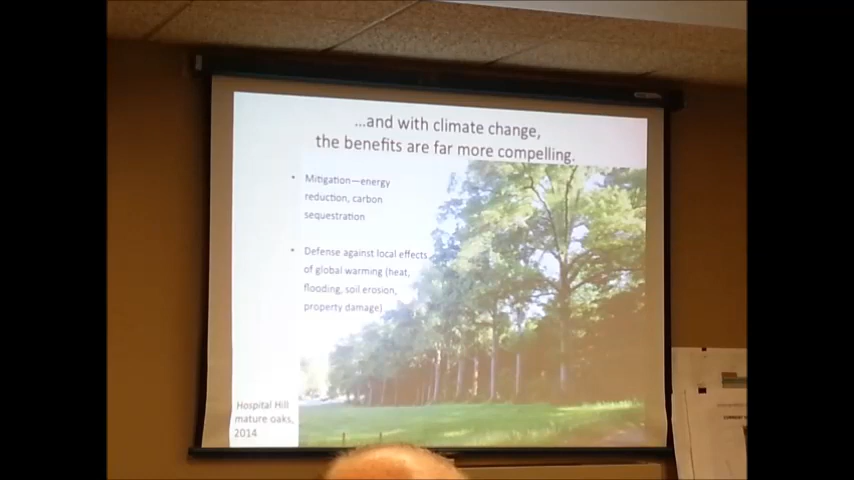 ...and with climate change,
the benefits are far more compelling.
• Mitigation—energy
reduction, carbon
sequestration
• Defense against local effects
of global warming (heat,
flooding, soil erosion,
property damage)
Hospital Hill
mature oaks,
2014